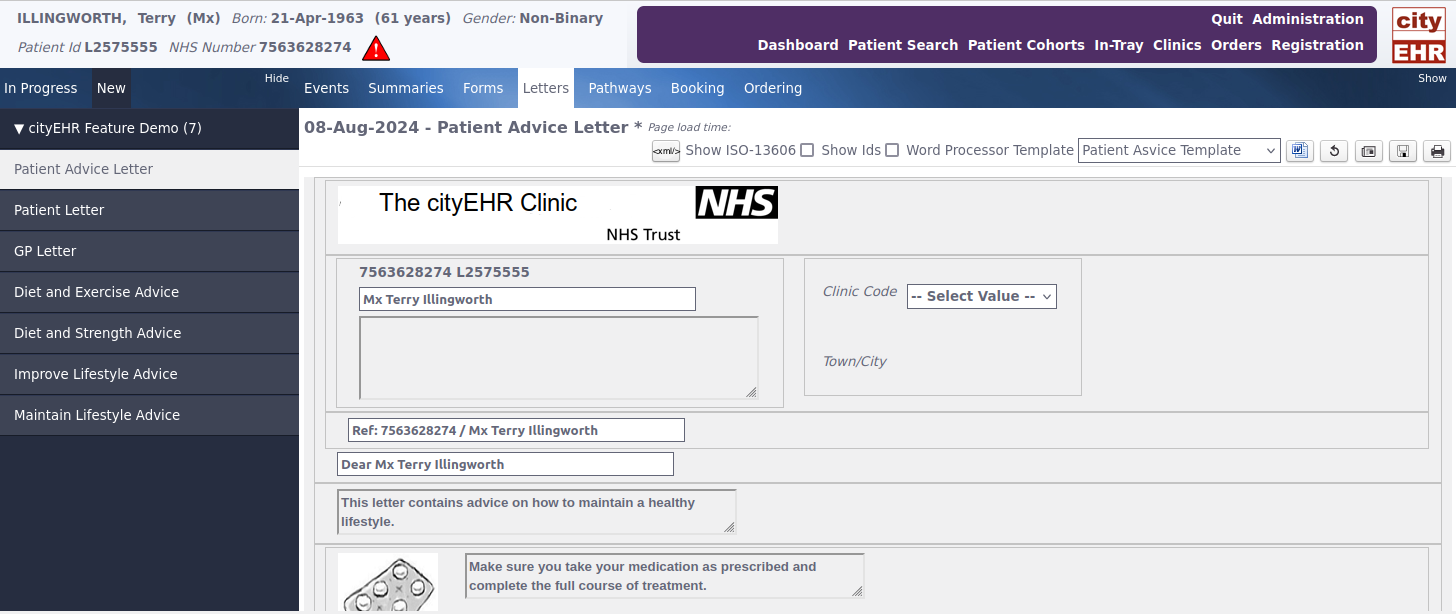 ILLINGWORTH, Terry (Mx) Born: 21-Apr-1963 (61 years) Gender: Non-Binary
Patient Id L2575555 NHS Number 7563628274
Quit Administration
Dashboard Patient Search Patient Cohorts In-Tray Clinics Orders Registration
city
EHR
In Progress New Hide Events Summaries Forms Letters Pathways Booking Ordering Show
▼ cityEHR Feature Demo (7)
Patient Advice Letter
Patient Letter
GP Letter
Diet and Exercise Advice
Diet and Strength Advice
Improve Lifestyle Advice
Maintain Lifestyle Advice
08-Aug-2024 - Patient Advice Letter * Page load time:
<xml/> Show ISO-13606 Show Ids Word Processor Template Patient Asvice Template
The cityEHR Clinic NHS
NHS Trust
7563628274 L2575555
Mx Terry Illingworth
Clinic Code -- Select Value --
Town/City
Ref: 7563628274 / Mx Terry Illingworth
Dear Mx Terry Illingworth
This letter contains advice on how to maintain a healthy
lifestyle.
Make sure you take your medication as prescribed and
complete the full course of treatment.